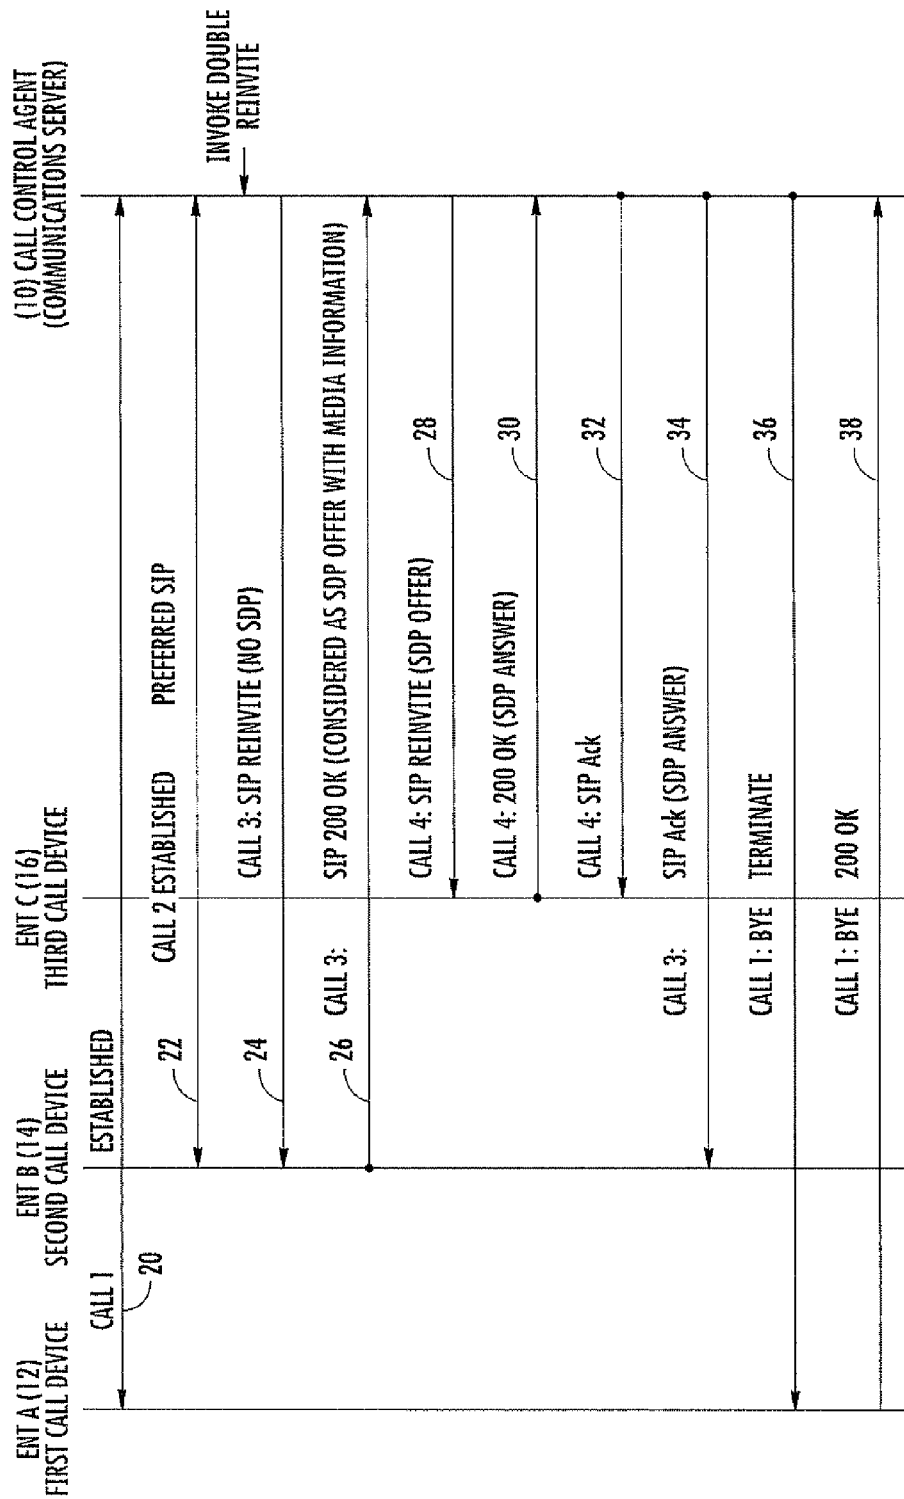 ENT A (12)
FIRST CALL DEVICE
ENT B (14)
SECOND CALL DEVICE
ENT C (16)
THIRD CALL DEVICE
(10) CALL CONTROL AGENT
(COMMUNICATIONS SERVER)
CALL 1
ESTABLISHED
20
CALL 2 ESTABLISHED
PREFERRED SIP
22
INVOKE DOUBLE
REINVITE
CALL 3: SIP REINVITE (NO SDP)
24
CALL 3:
SIP 200 OK (CONSIDERED AS SDP OFFER WITH MEDIA INFORMATION)
26
CALL 4: SIP REINVITE (SDP OFFER)
28
CALL 4: 200 OK (SDP ANSWER)
30
CALL 4: SIP Ack
32
CALL 3:
SIP Ack (SDP ANSWER)
34
CALL 1: BYE
TERMINATE
36
CALL 1: BYE
200 OK
38